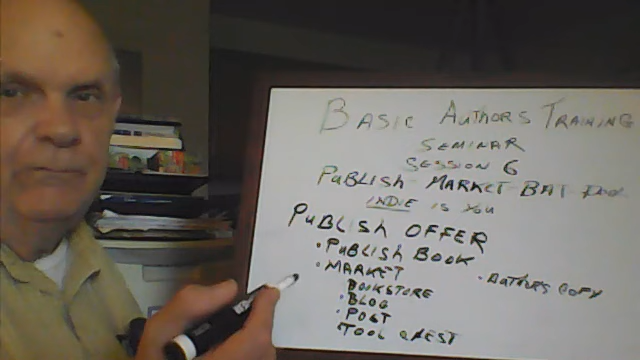 BASIC AUTHORS TRAINING
SEMINAR
SESSION 6
PUBLISH MARKET BAT
INDIE IS YOU
PUBLISH OFFER
• PUBLISH BOOK
• MARKET
• AUTHORS COPY
BOOKSTORE
• BLOG
• POST
TOOL CHEST